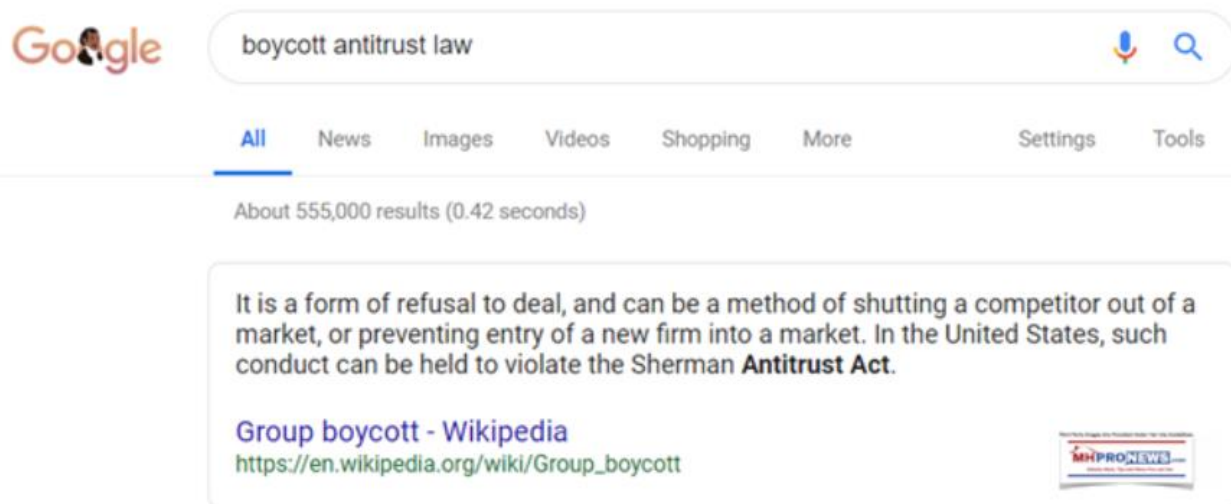 Google
boycott antitrust law
All News Images Videos Shopping More Settings Tools
About 555,000 results (0.42 seconds)
It is a form of refusal to deal, and can be a method of shutting a competitor out of a
market, or preventing entry of a new firm into a market. In the United States, such
conduct can be held to violate the Sherman Antitrust Act.
Group boycott - Wikipedia
https://en.wikipedia.org/wiki/Group_boycott
MHPRONEWS